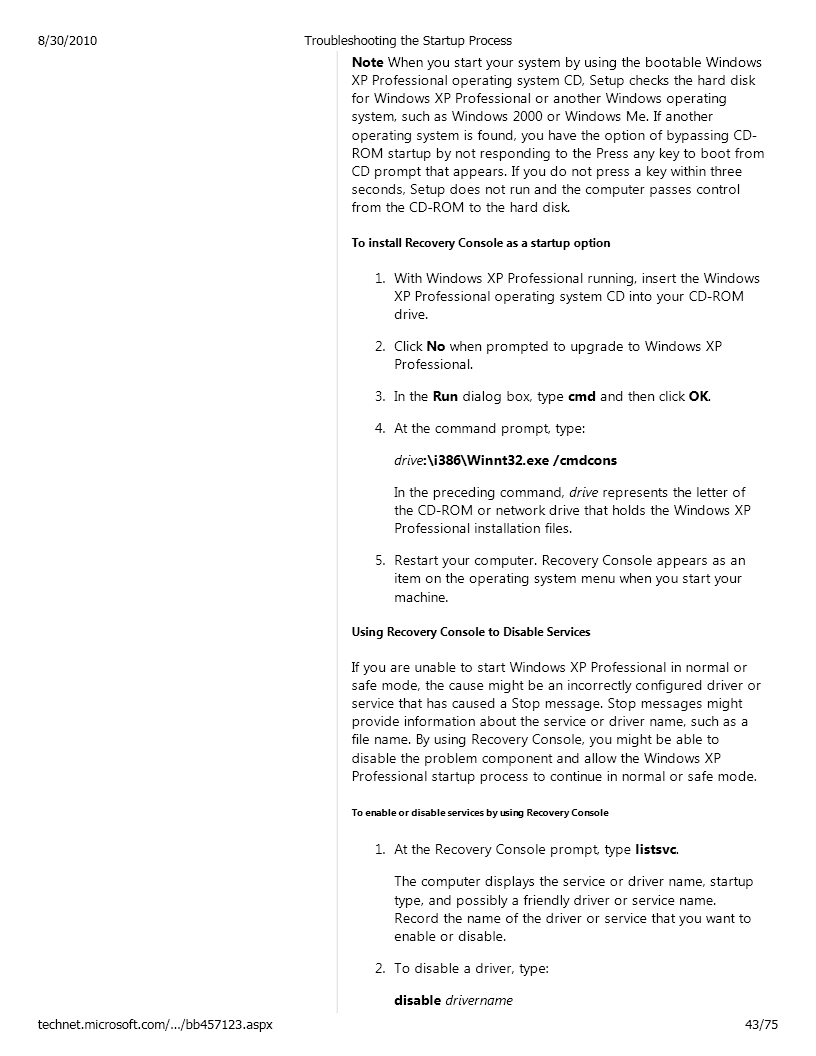 8/30/2010
Troubleshooting the Startup Process
Note When you start your system by using the bootable Windows
XP Professional operating system CD, Setup checks the hard disk
for Windows XP Professional or another Windows operating
system, such as Windows 2000 or Windows Me. If another
operating system is found, you have the option of bypassing CD-
ROM startup by not responding to the Press any key to boot from
CD prompt that appears. If you do not press a key within three
seconds, Setup does not run and the computer passes control
from the CD-ROM to the hard disk.
To install Recovery Console as a startup option
1. With Windows XP Professional running, insert the Windows
XP Professional operating system CD into your CD-ROM
drive.
2. Click No when prompted to upgrade to Windows XP
Professional.
3. In the Run dialog box, type cmd and then click OK.
4. At the command prompt, type:
drive:\i386\Winnt32.exe /cmdcons
In the preceding command, drive represents the letter of
the CD-ROM or network drive that holds the Windows XP
Professional installation files.
5. Restart your computer. Recovery Console appears as an
item on the operating system menu when you start your
machine.
Using Recovery Console to Disable Services
If you are unable to start Windows XP Professional in normal or
safe mode, the cause might be an incorrectly configured driver or
service that has caused a Stop message. Stop messages might
provide information about the service or driver name, such as a
file name. By using Recovery Console, you might be able to
disable the problem component and allow the Windows XP
Professional startup process to continue in normal or safe mode.
To enable or disable services by using Recovery Console
1. At the Recovery Console prompt, type listsvc.
The computer displays the service or driver name, startup
type, and possibly a friendly driver or service name.
Record the name of the driver or service that you want to
enable or disable.
2. To disable a driver, type:
disable drivername
technet.microsoft.com/.../bb457123.aspx
43/75